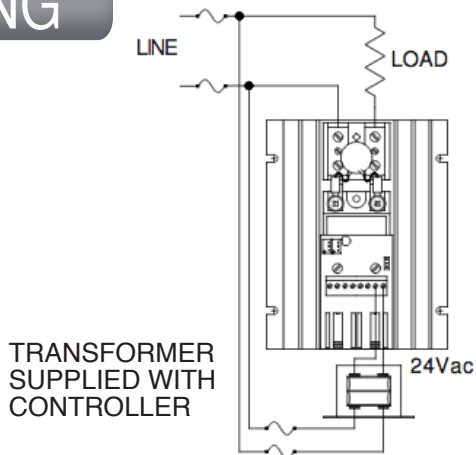 NG
LINE
LOAD
24Vac
TRANSFORMER
SUPPLIED WITH
CONTROLLER